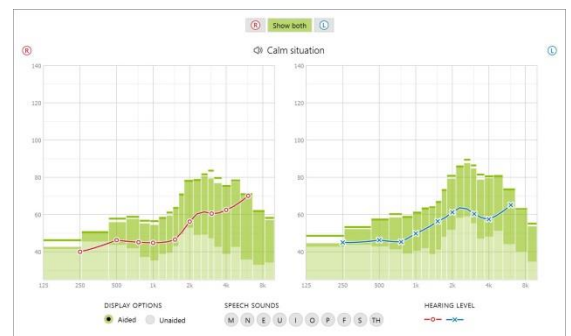 R Show both L
R Calm situation L
140 140
120 120
100 100
80 80
60 60
40 40
125 250 500 1k 2k 4k 8k 125 250 500 1k 2k 4k 8k
DISPLAY OPTIONS SPEECH SOUNDS HEARING LEVEL
Aided Unaided M N E U I O P F S TH